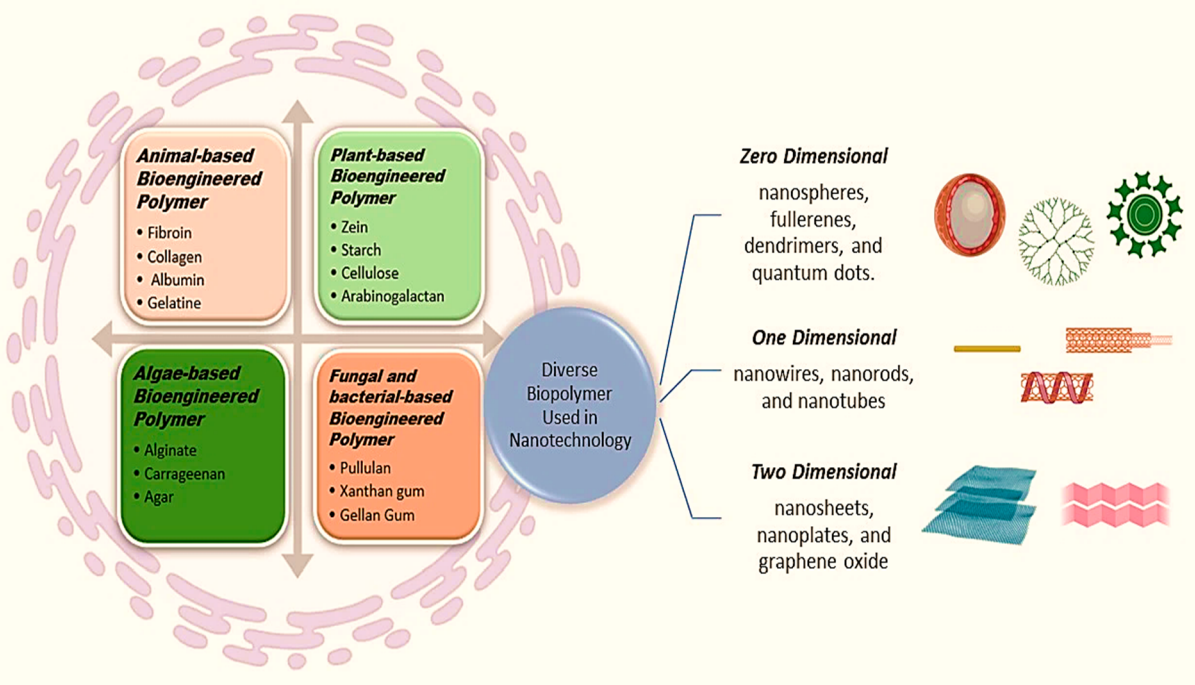 Animal-based
Bioengineered
Polymer
• Fibroin
• Collagen
• Albumin
• Gelatine
Plant-based
Bioengineered
Polymer
• Zein
• Starch
• Cellulose
• Arabinogalactan
Algae-based
Bioengineered
Polymer
• Alginate
• Carrageenan
• Agar
Fungal and
bacterial-based
Bioengineered
Polymer
• Pullulan
• Xanthan gum
• Gellan Gum
Diverse
Biopolymer
Used in
Nanotechnology
Zero Dimensional
nanospheres,
fullerenes,
dendrimers, and
quantum dots.
One Dimensional
nanowires, nanorods,
and nanotubes
Two Dimensional
nanosheets,
nanoplates, and
graphene oxide